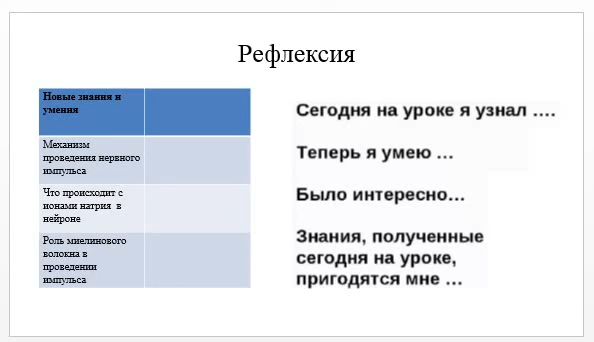 Рефлексия
Новые знания и
умения
Механизм
проведения нервного
импульса
Что происходит с
ионами натрия в
нейроне
Роль миелинового
волокна в
проведении
импульса
Сегодня на уроке я узнал ….
Теперь я умею …
Было интересно…
Знания, полученные
сегодня на уроке,
пригодятся мне …